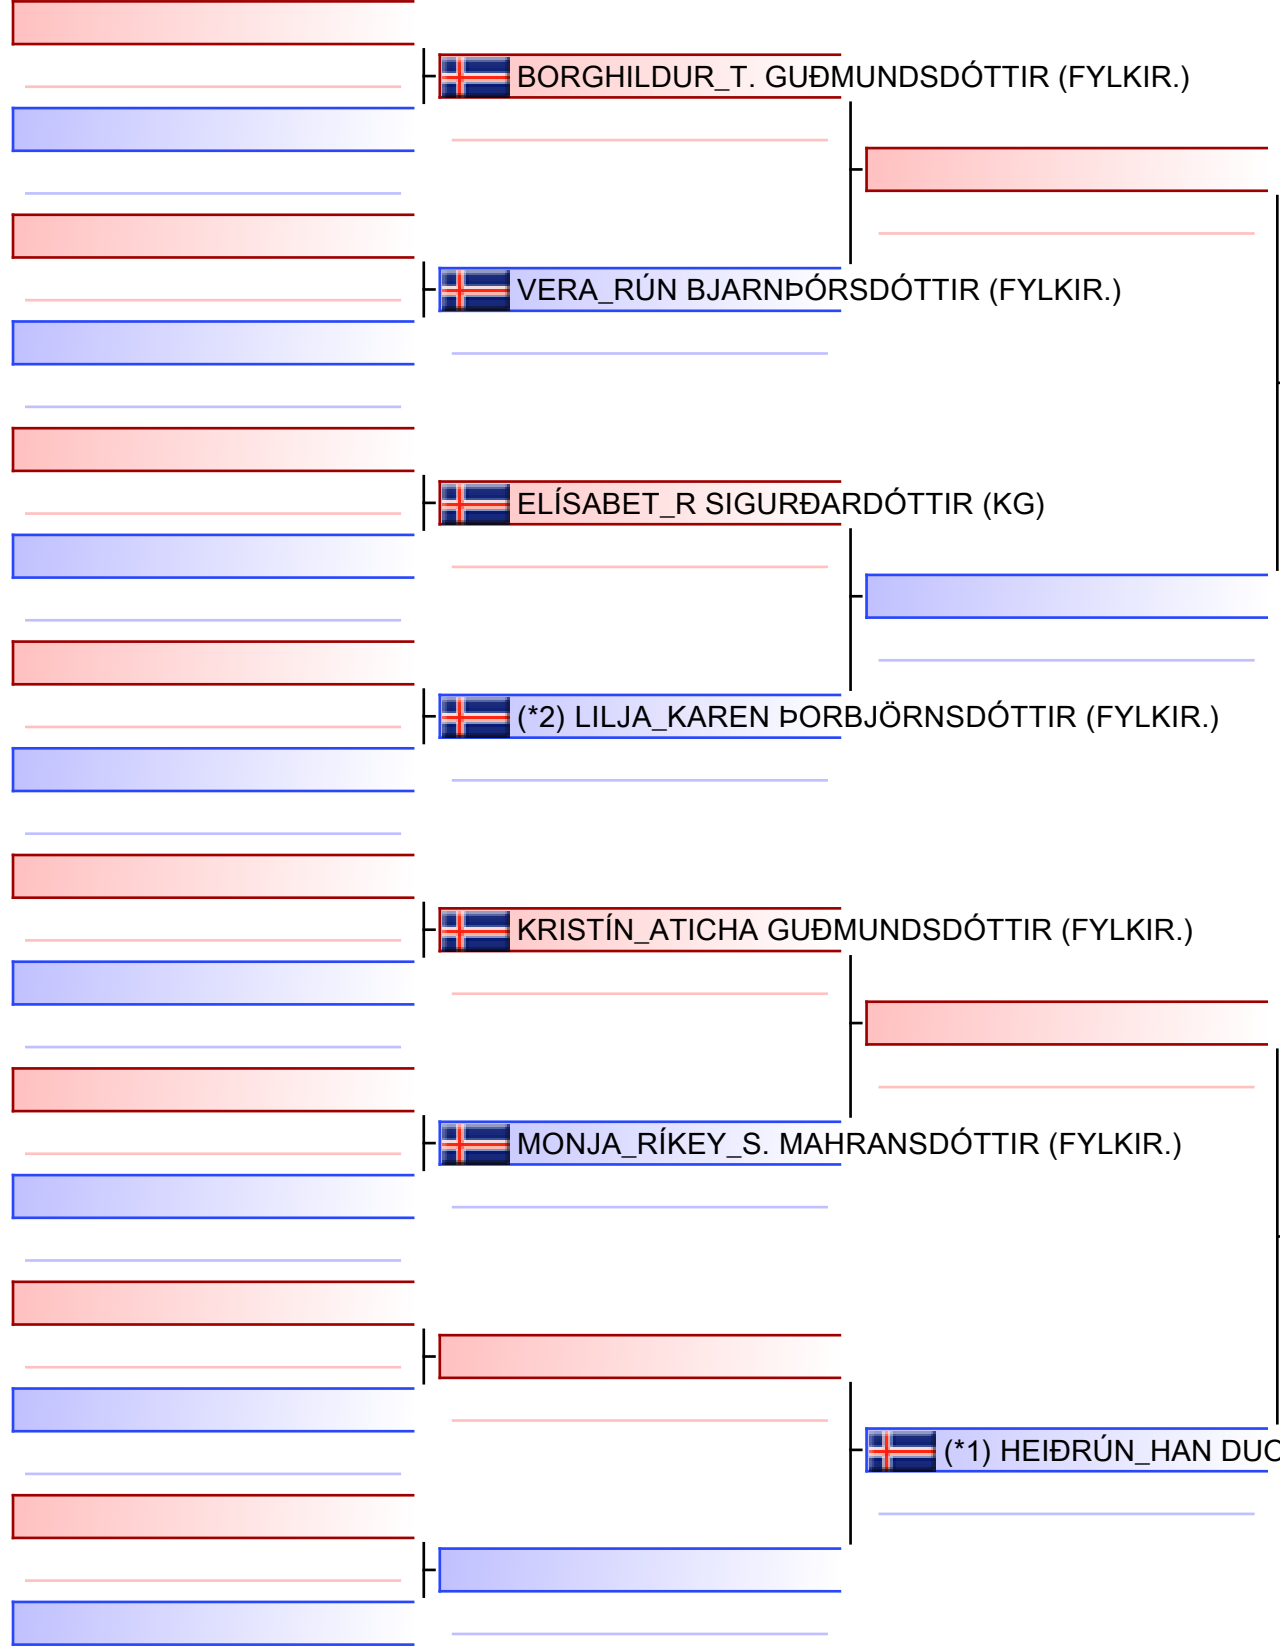 BORGHILDUR_T. GUÐMUNDSDÓTTIR (FYLKIR.)
VERA_RÚN BJARNÞÓRSDÓTTIR (FYLKIR.)
ELÍSABET_R SIGURÐARDÓTTIR (KG)
(*2) LILJA_KAREN ÞORBJÖRNSDÓTTIR (FYLKIR.)
KRISTÍN_ATICHA GUÐMUNDSDÓTTIR (FYLKIR.)
MONJA_RÍKEY_S. MAHRANSDÓTTIR (FYLKIR.)
(*1) HEIÐRÚN_HAN